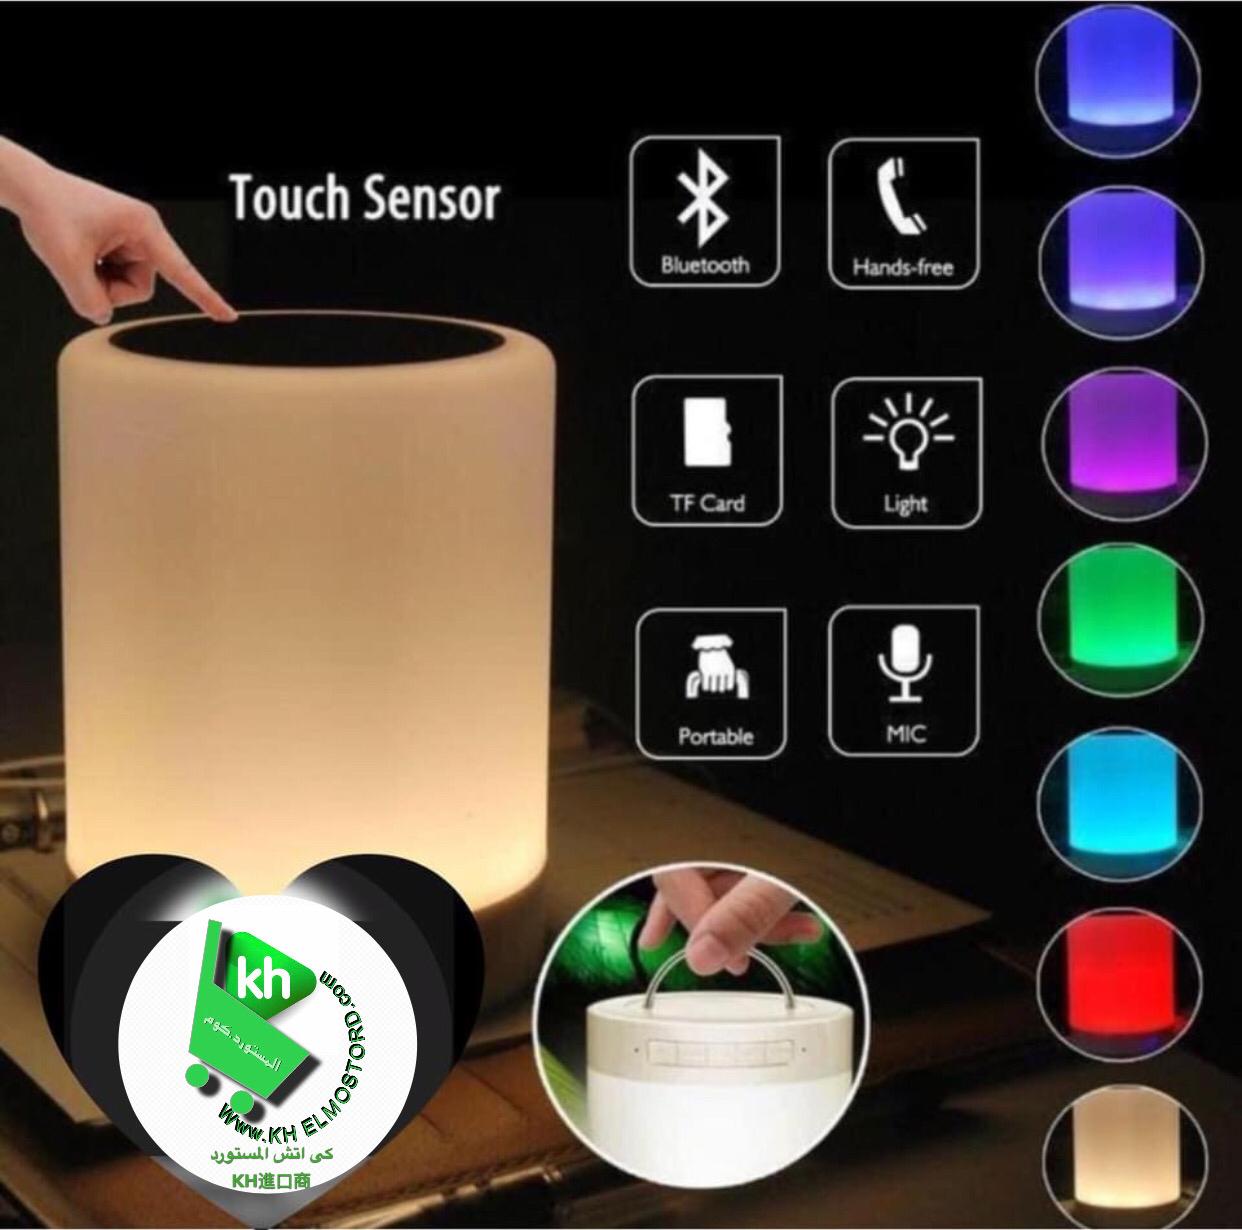 Touch Sensor
Bluetooth
Hands-free
TF Card
Light
Portable
MIC
kh
المستورد.كوم
www.KH ELMOSTORD.com
كى اتش المستورد
KH進口商